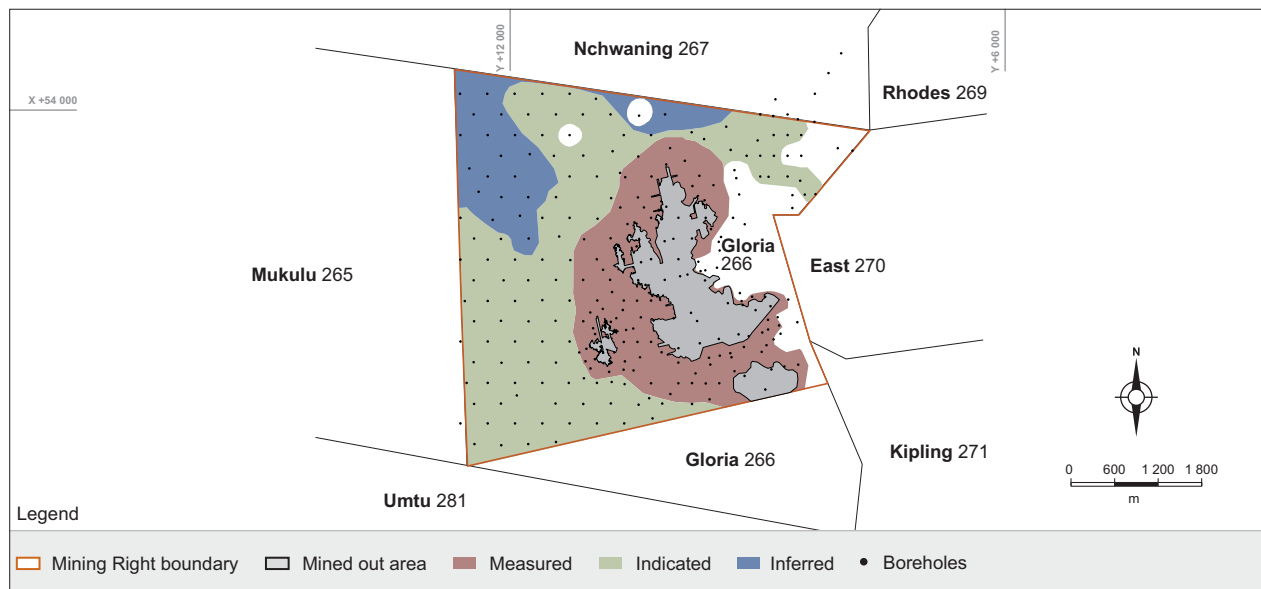 Y +12 000
Y +6 000
X +54 000
Nchwaning 267
Rhodes 269
Mukulu 265
Gloria
266
East 270
N
Gloria 266
Kipling 271
Umtu 281
0 600 1 200 1 800
m
Legend
Mining Right boundary Mined out area Measured Indicated Inferred Boreholes